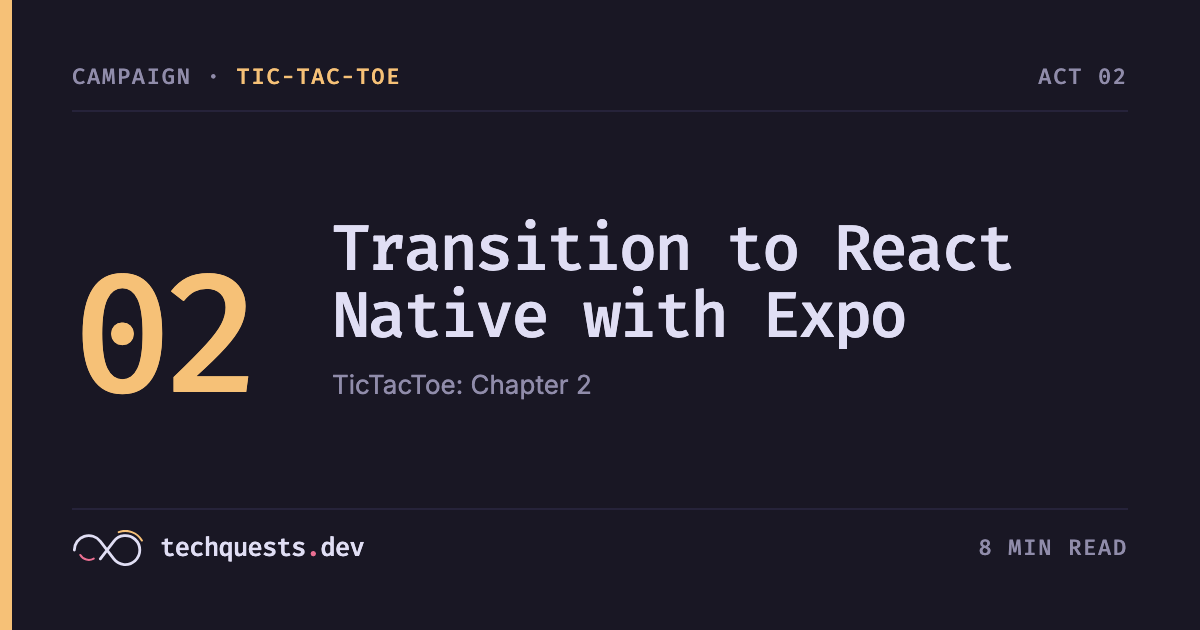 CAMPAIGN · TIC-TAC-TOE
ACT 02
02
Transition to React
Native with Expo
TicTacToe: Chapter 2
techquests.dev
8 MIN READ